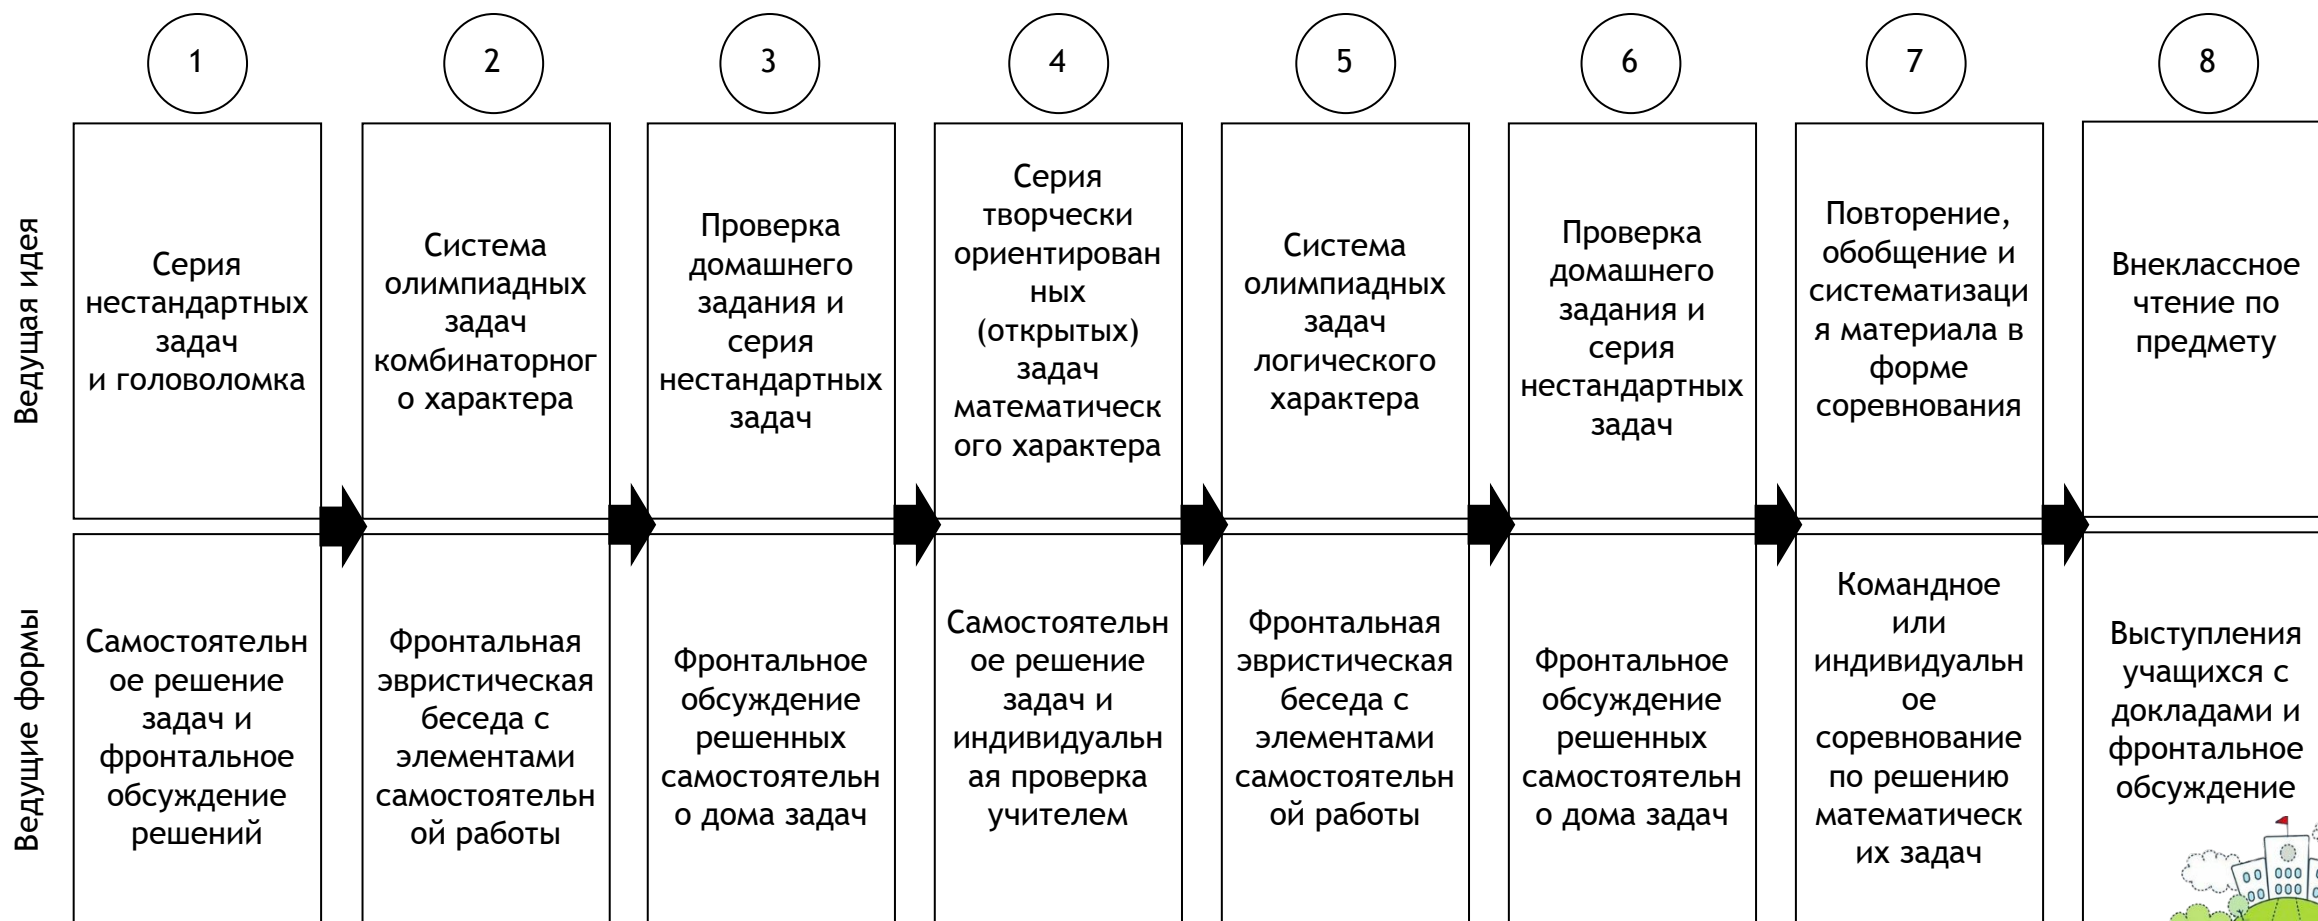 1
2
3
4
5
6
7
8
Ведущая идея
Серия
нестандартных
задач
и головоломка
Система
олимпиадных
задач
комбинаторног
о характера
Проверка
домашнего
задания и
серия
нестандартных
задач
Серия
творчески
ориентирован
ных
(открытых)
задач
математическ
ого характера
Система
олимпиадных
задач
логического
характера
Проверка
домашнего
задания и
серия
нестандартных
задач
Повторение,
обобщение и
систематизаци
я материала в
форме
соревнования
Внеклассное
чтение по
предмету
Ведущие формы
Самостоятельн
ое решение
задач и
фронтальное
обсуждение
решений
Фронтальная
эвристическая
беседа с
элементами
самостоятельн
ой работы
Фронтальное
обсуждение
решенных
самостоятельн
о дома задач
Самостоятельн
ое решение
задач и
индивидуальн
ая проверка
учителем
Фронтальная
эвристическая
беседа с
элементами
самостоятельн
ой работы
Фронтальное
обсуждение
решенных
самостоятельн
о дома задач
Командное
или
индивидуальн
ое
соревнование
по решению
математическ
их задач
Выступления
учащихся с
докладами и
фронтальное
обсуждение